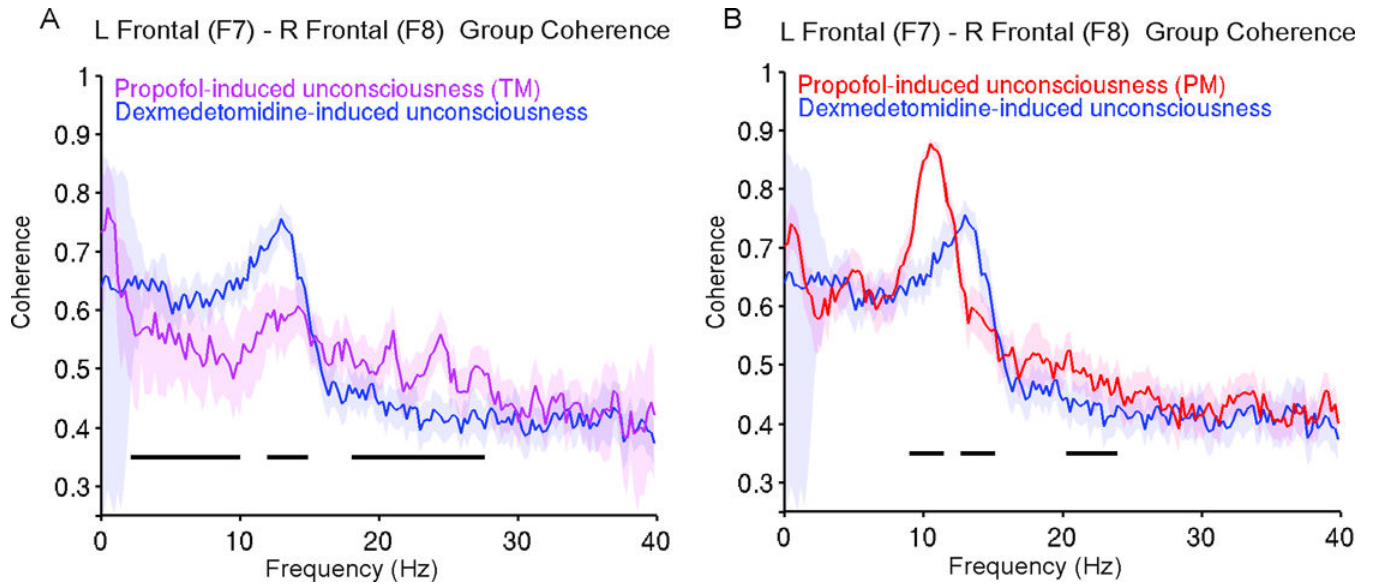 A
L Frontal (F7) - R Frontal (F8) Group Coherence
Propofol-induced unconsciousness (TM)
Dexmedetomidine-induced unconsciousness
Coherence
1
0.9
0.8
0.7
0.6
0.5
0.4
0.3
0 10 20 30 40
Frequency (Hz)
B
L Frontal (F7) - R Frontal (F8) Group Coherence
Propofol-induced unconsciousness (PM)
Dexmedetomidine-induced unconsciousness
Coherence
1
0.9
0.8
0.7
0.6
0.5
0.4
0.3
0 10 20 30 40
Frequency (Hz)